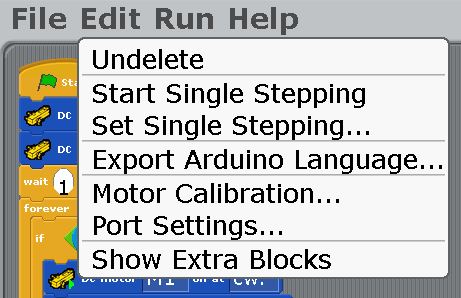 File Edit Run Help
Undelete
Start Single Stepping
Set Single Stepping...
Export Arduino Language...
Motor Calibration...
Port Settings...
Show Extra Blocks
Sta
DC
DC
wait 1
forever
if
DC motor M1 on at cw.